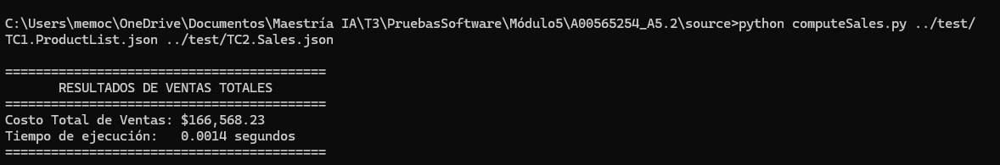 C:\Users\memoc\OneDrive\Documentos\Maestría IA\T3\PruebasSoftware\Módulo5\A00565254_A5.2\source>python computeSales.py ../test/
TC1.ProductList.json ../test/TC2.Sales.json
==========================================
RESULTADOS DE VENTAS TOTALES
==========================================
Costo Total de Ventas: $166,568.23
Tiempo de ejecución:   0.0014 segundos
==========================================